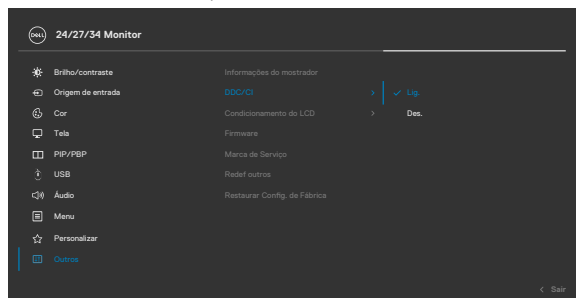 DELL 24/27/34 Monitor
Brilho/contraste Informações do mostrador
Origem de entrada DDC/CI > Lig.
Cor Condicionamento do LCD > Des.
Tela Firmware
PIP/PBP Marca de Serviço
USB Redef outros
Áudio Restaurar Config. de Fábrica
Menu
Personalizar
Outros
< Sair